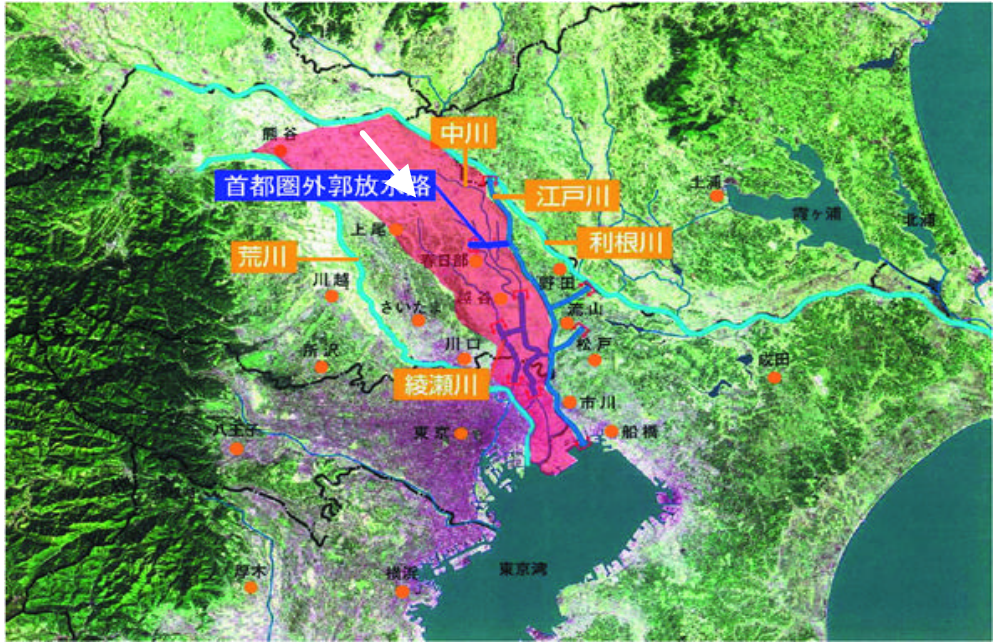 中川
熊谷
首都圏外郭放水路
江戸川
土浦
霞ヶ浦
北浦
上尾
利根川
荒川
春日部
野田
川越
越谷
さいたま
流山
川口
松戸
所沢
成田
綾瀬川
市川
八王子
東京
船橋
東京湾
厚木
横浜